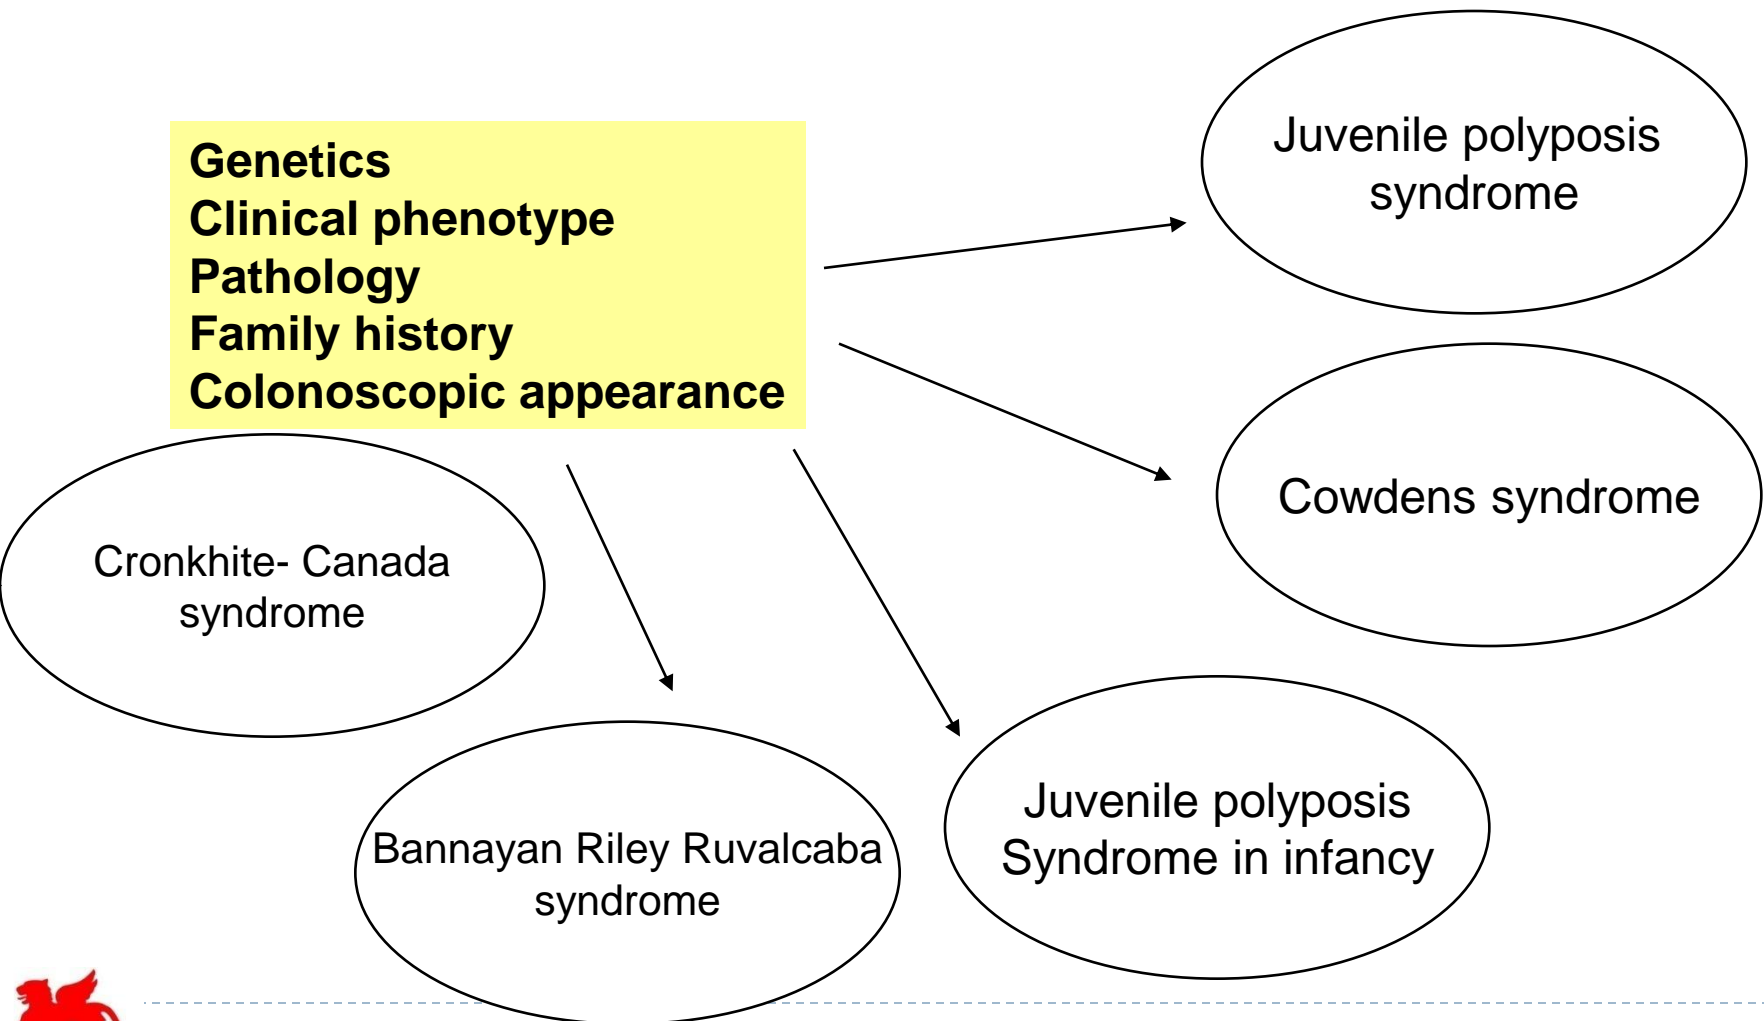 Genetics
Clinical phenotype
Pathology
Family history
Colonoscopic appearance
Juvenile polyposis
syndrome
Cowdens syndrome
Cronkhite- Canada
syndrome
Bannayan Riley Ruvalcaba
syndrome
Juvenile polyposis
Syndrome in infancy